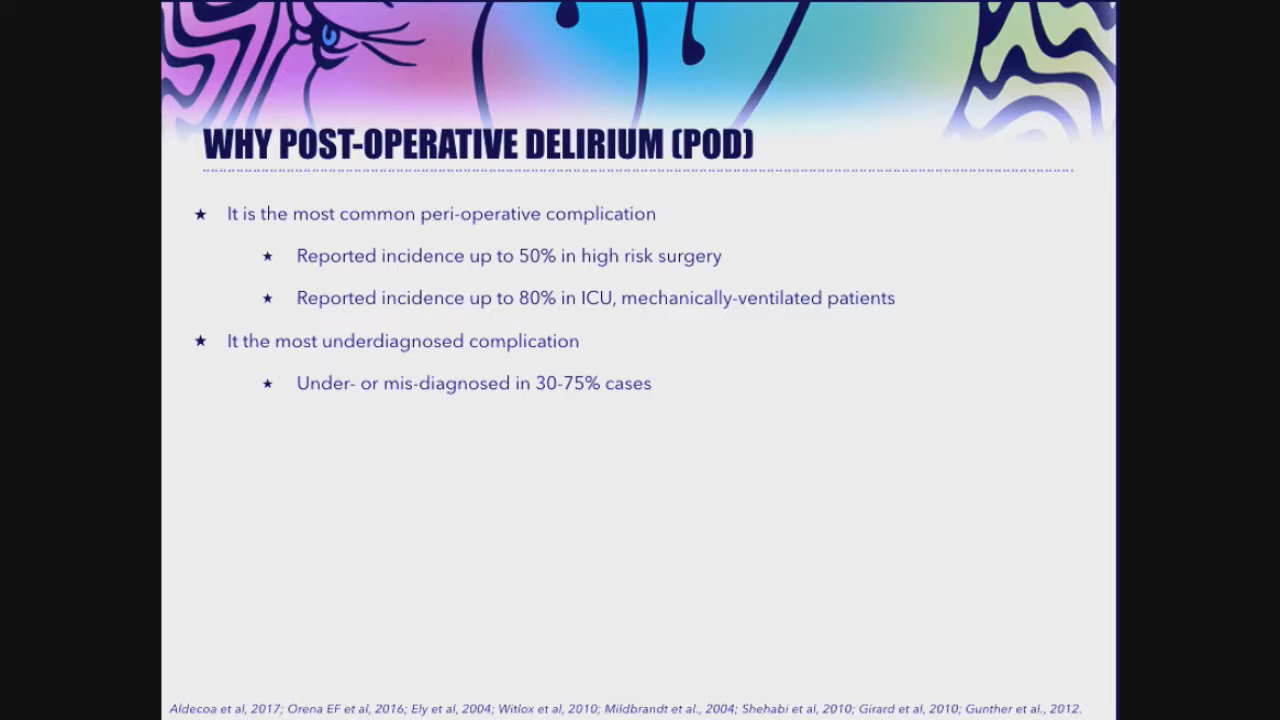 WHY POST-OPERATIVE DELIRIUM (POD)
★ It is the most common peri-operative complication
★ Reported incidence up to 50% in high risk surgery
★ Reported incidence up to 80% in ICU, mechanically-ventilated patients
★ It the most underdiagnosed complication
★ Under- or mis-diagnosed in 30-75% cases
Aldecoa et al, 2017; Orena EF et al, 2016; Ely et al, 2004; Witlox et al, 2010; Mildbrandt et al., 2004; Shehabi et al, 2010; Girard et al, 2010; Gunther et al., 2012.